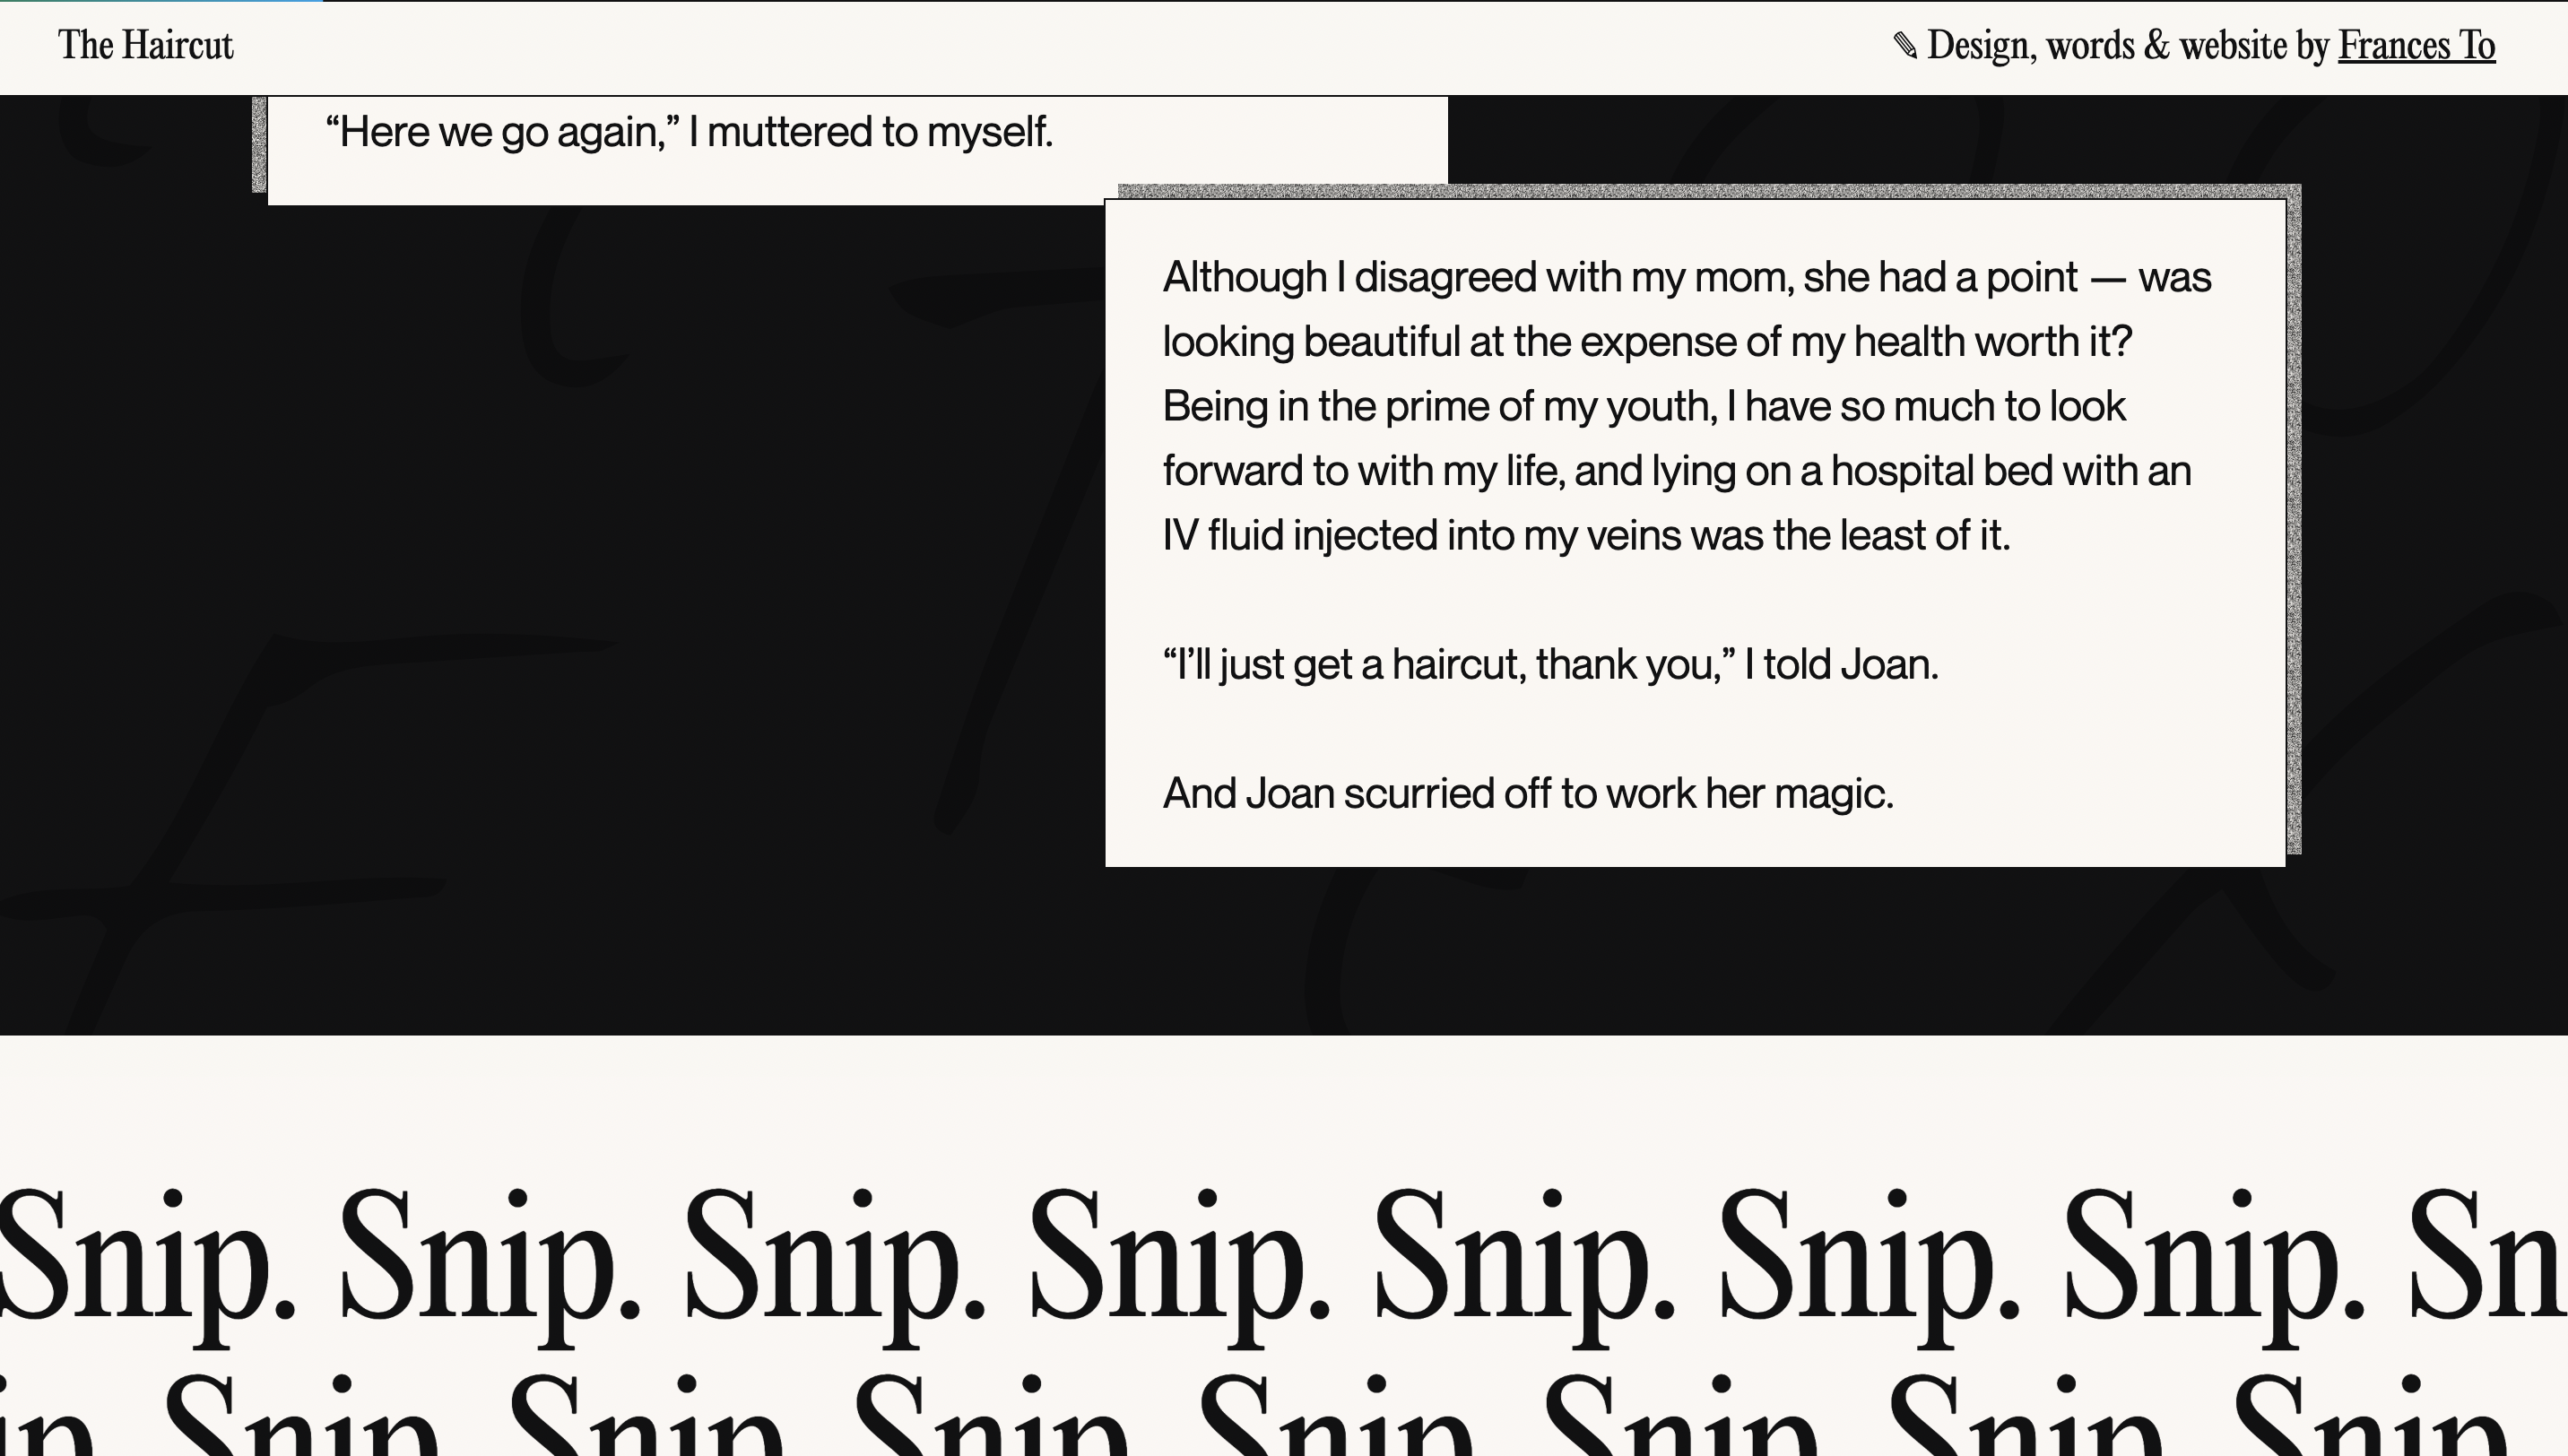 The Haircut
✎ Design, words & website by Frances To
“Here we go again,” I muttered to myself.
Although I disagreed with my mom, she had a point — was
looking beautiful at the expense of my health worth it?
Being in the prime of my youth, I have so much to look
forward to with my life, and lying on a hospital bed with an
IV fluid injected into my veins was the least of it.
“I’ll just get a haircut, thank you,” I told Joan.
And Joan scurried off to work her magic.
Snip. Snip. Snip. Snip. Snip. Snip. Snip. Sn
ip. Snip. Snip. Snip. Snip. Snip. Snip. Snip.